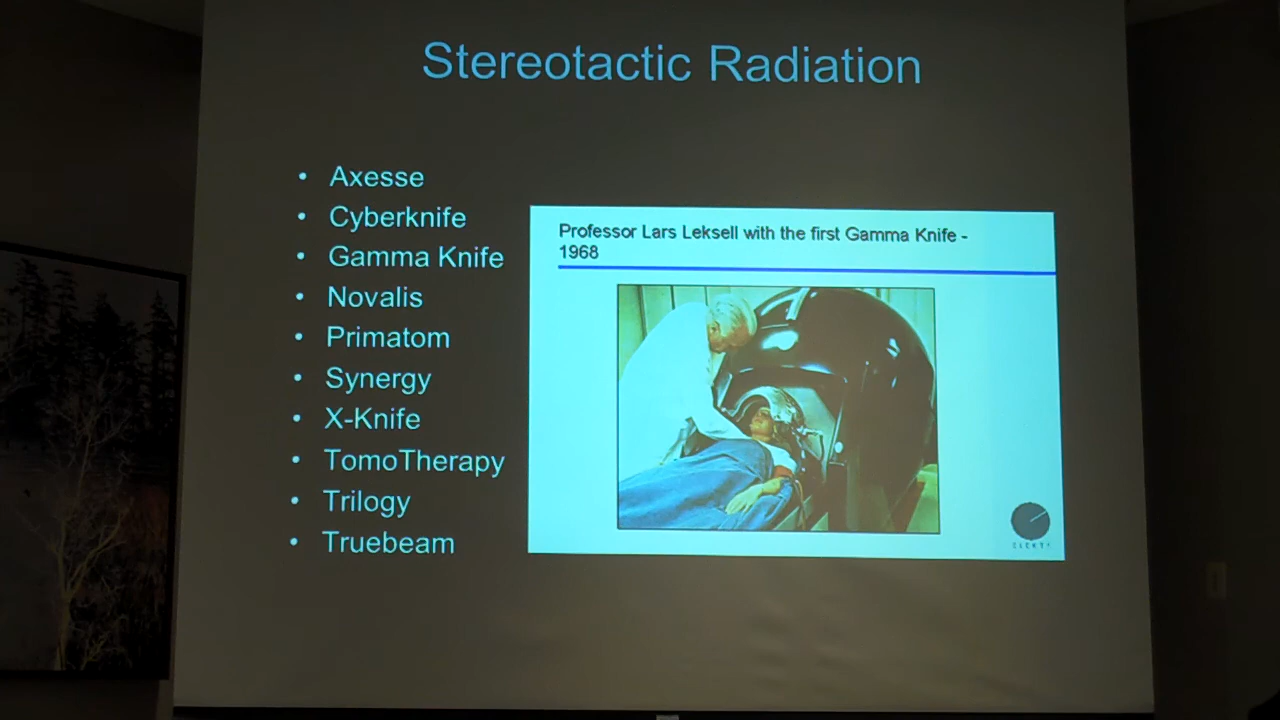 Stereotactic Radiation
• Axesse
• Cyberknife
• Gamma Knife
• Novalis
• Primatom
• Synergy
• X-Knife
• TomoTherapy
• Trilogy
• Truebeam
Professor Lars Leksell with the first Gamma Knife -
1968